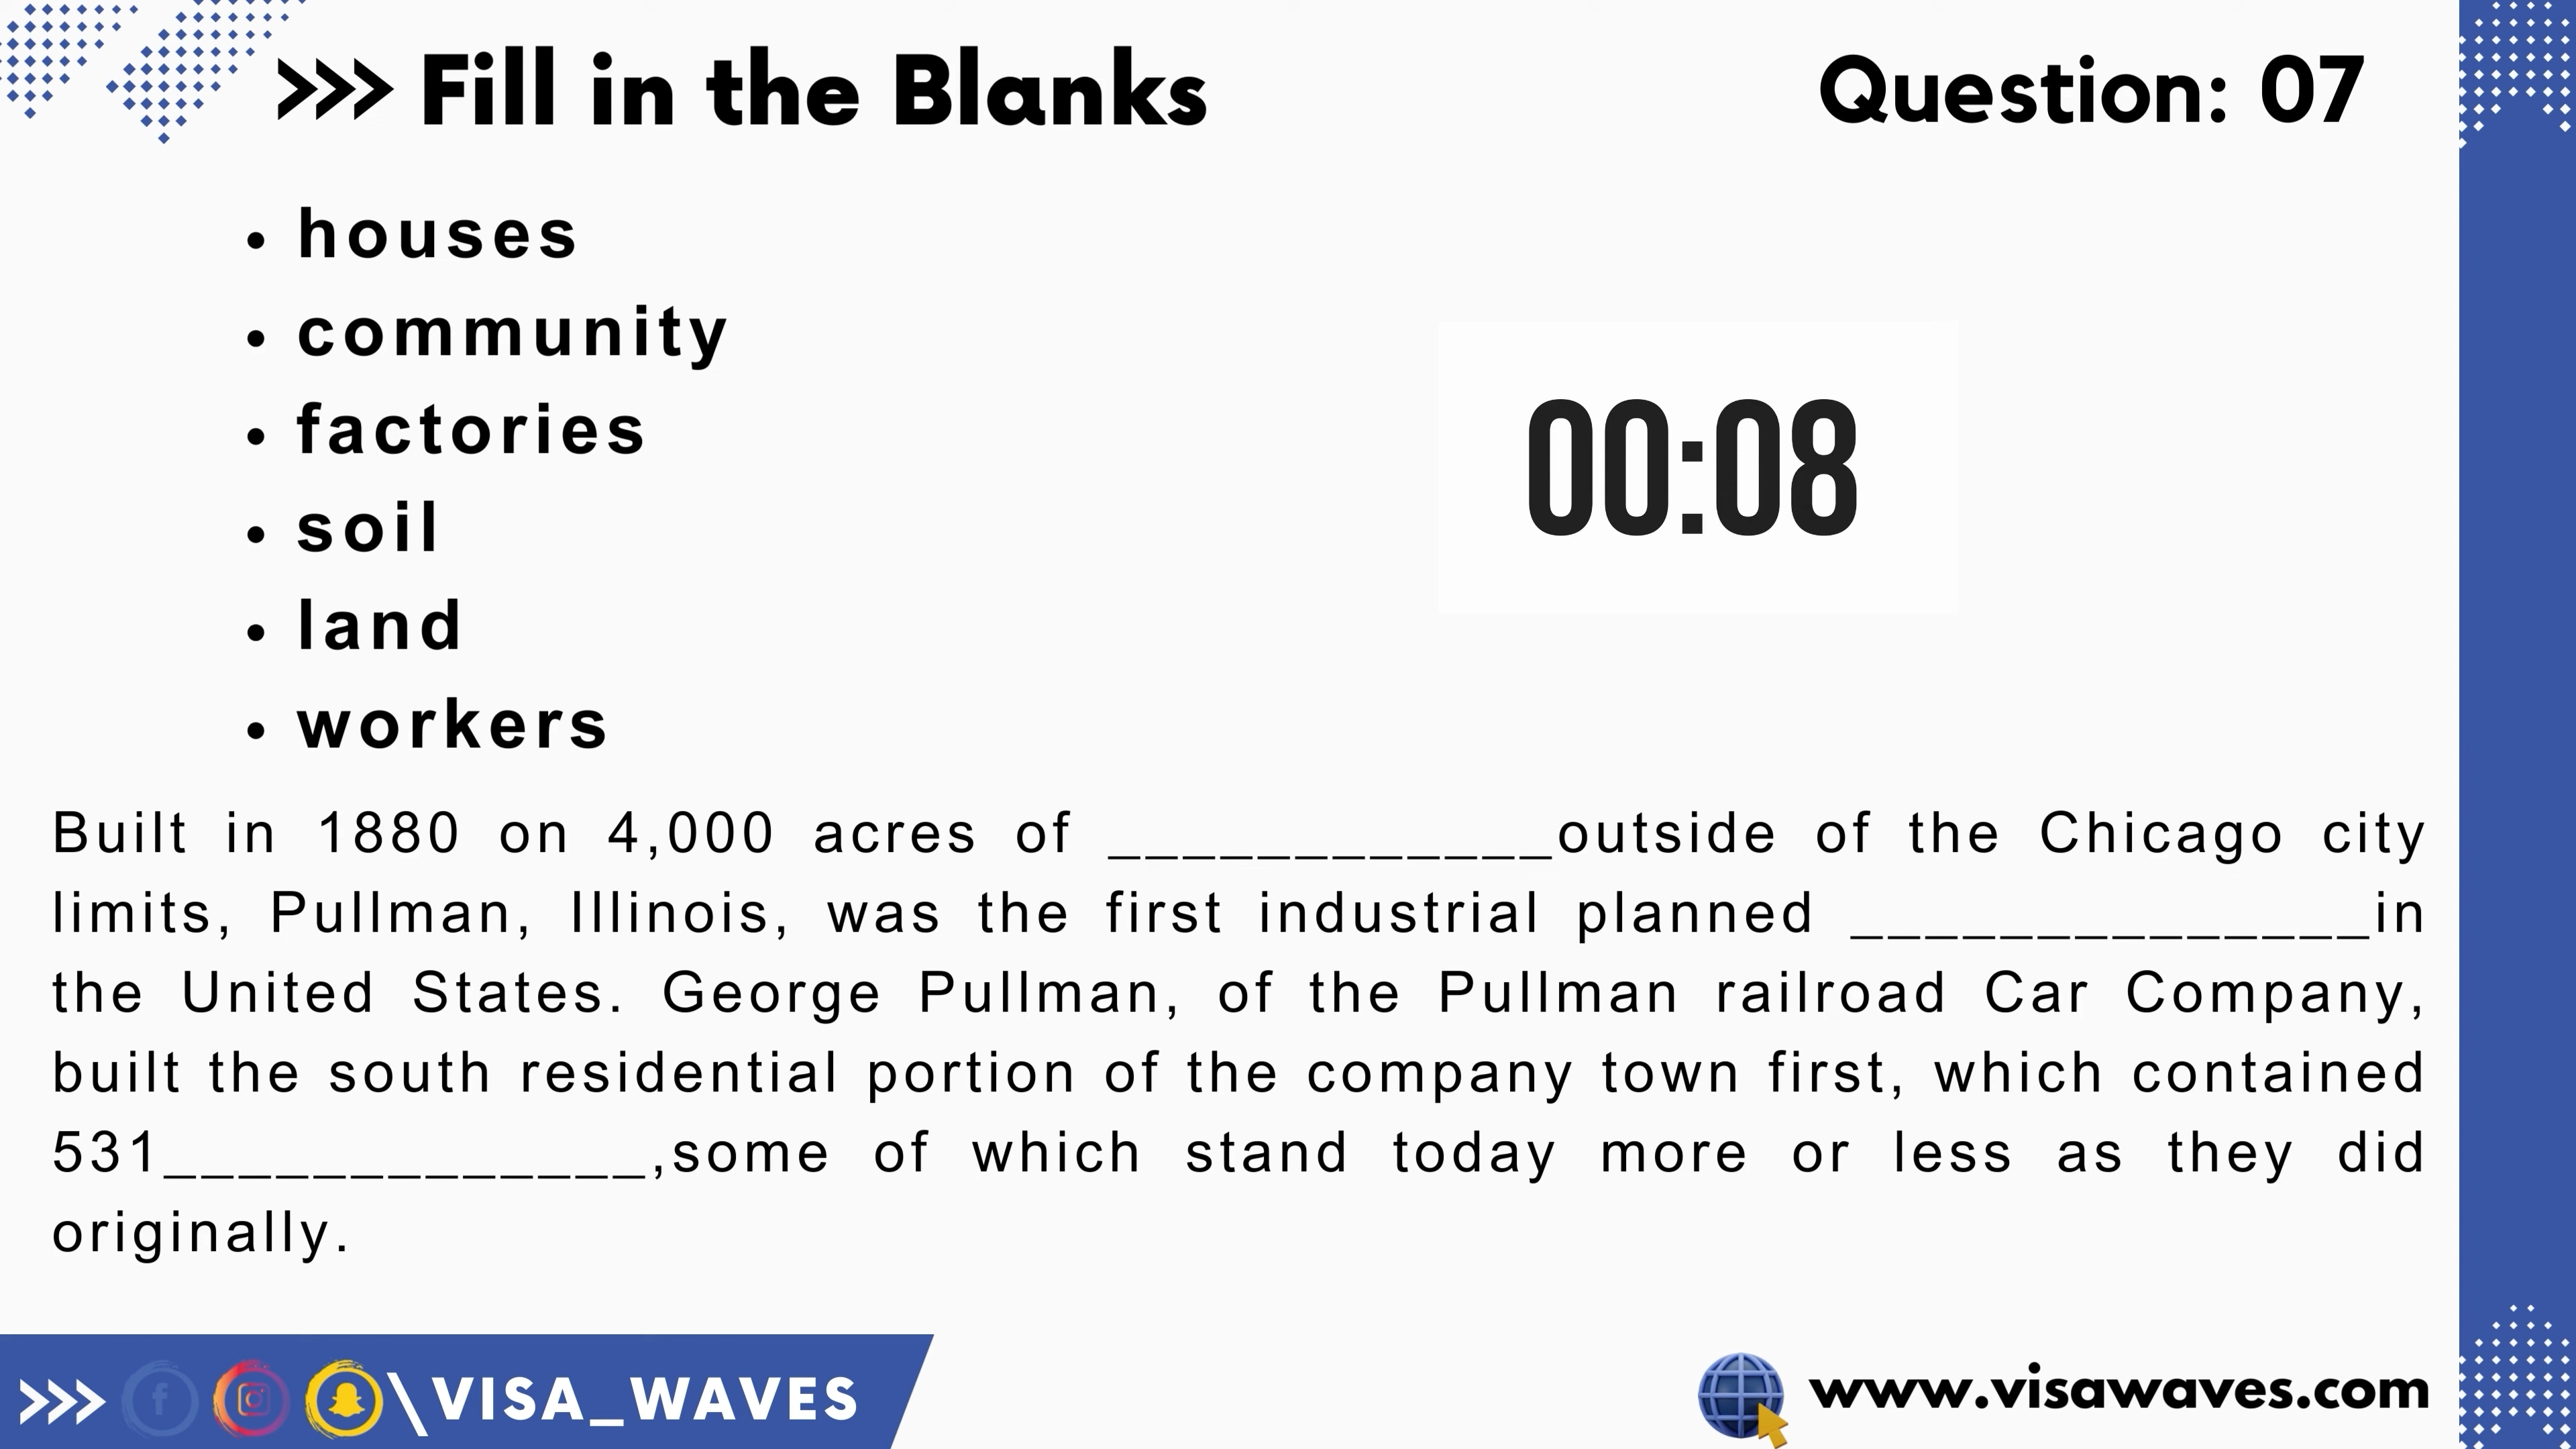 >>> Fill in the Blanks
Question: 07
• houses
• community
• factories
• soil
• land
• workers
00:08
Built in 1880 on 4,000 acres of ____________outside of the Chicago city
limits, Pullman, Illinois, was the first industrial planned ______________in
the United States. George Pullman, of the Pullman railroad Car Company,
built the south residential portion of the company town first, which contained
531_____________,some of which stand today more or less as they did
originally.
>>> \VISA_WAVES
www.visawaves.com